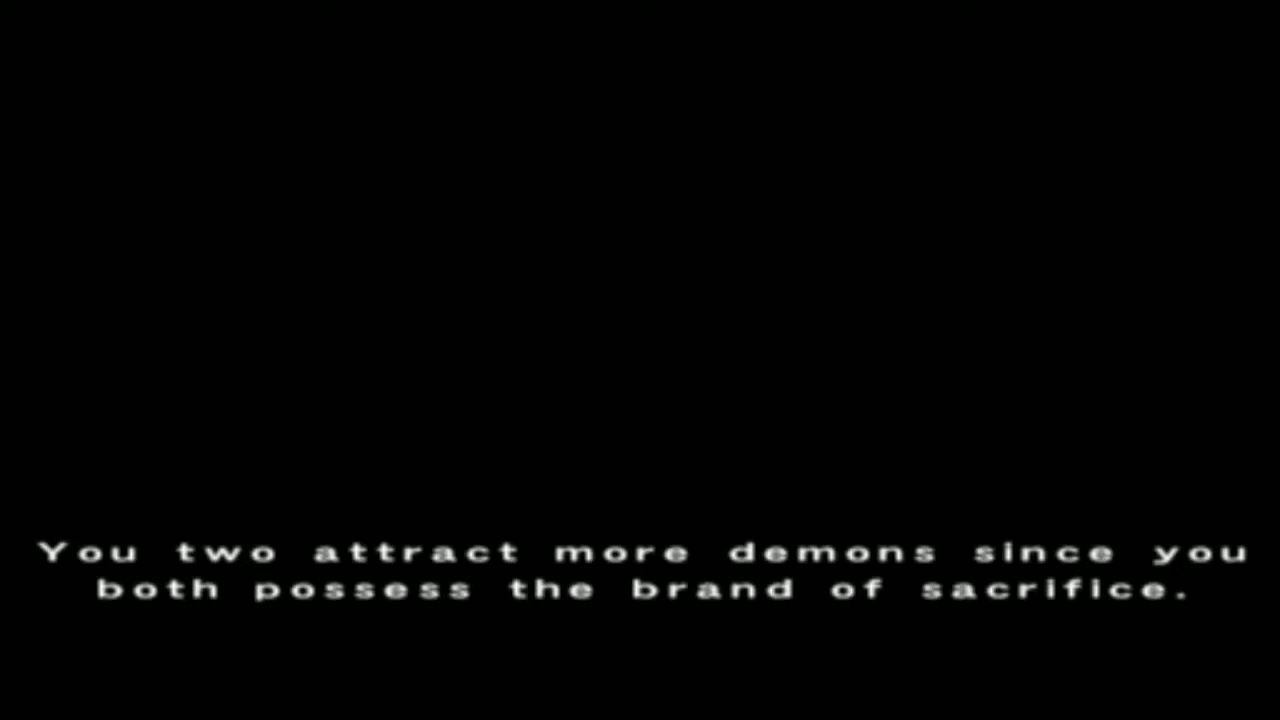 You two attract more demons since you
both possess the brand of sacrifice.